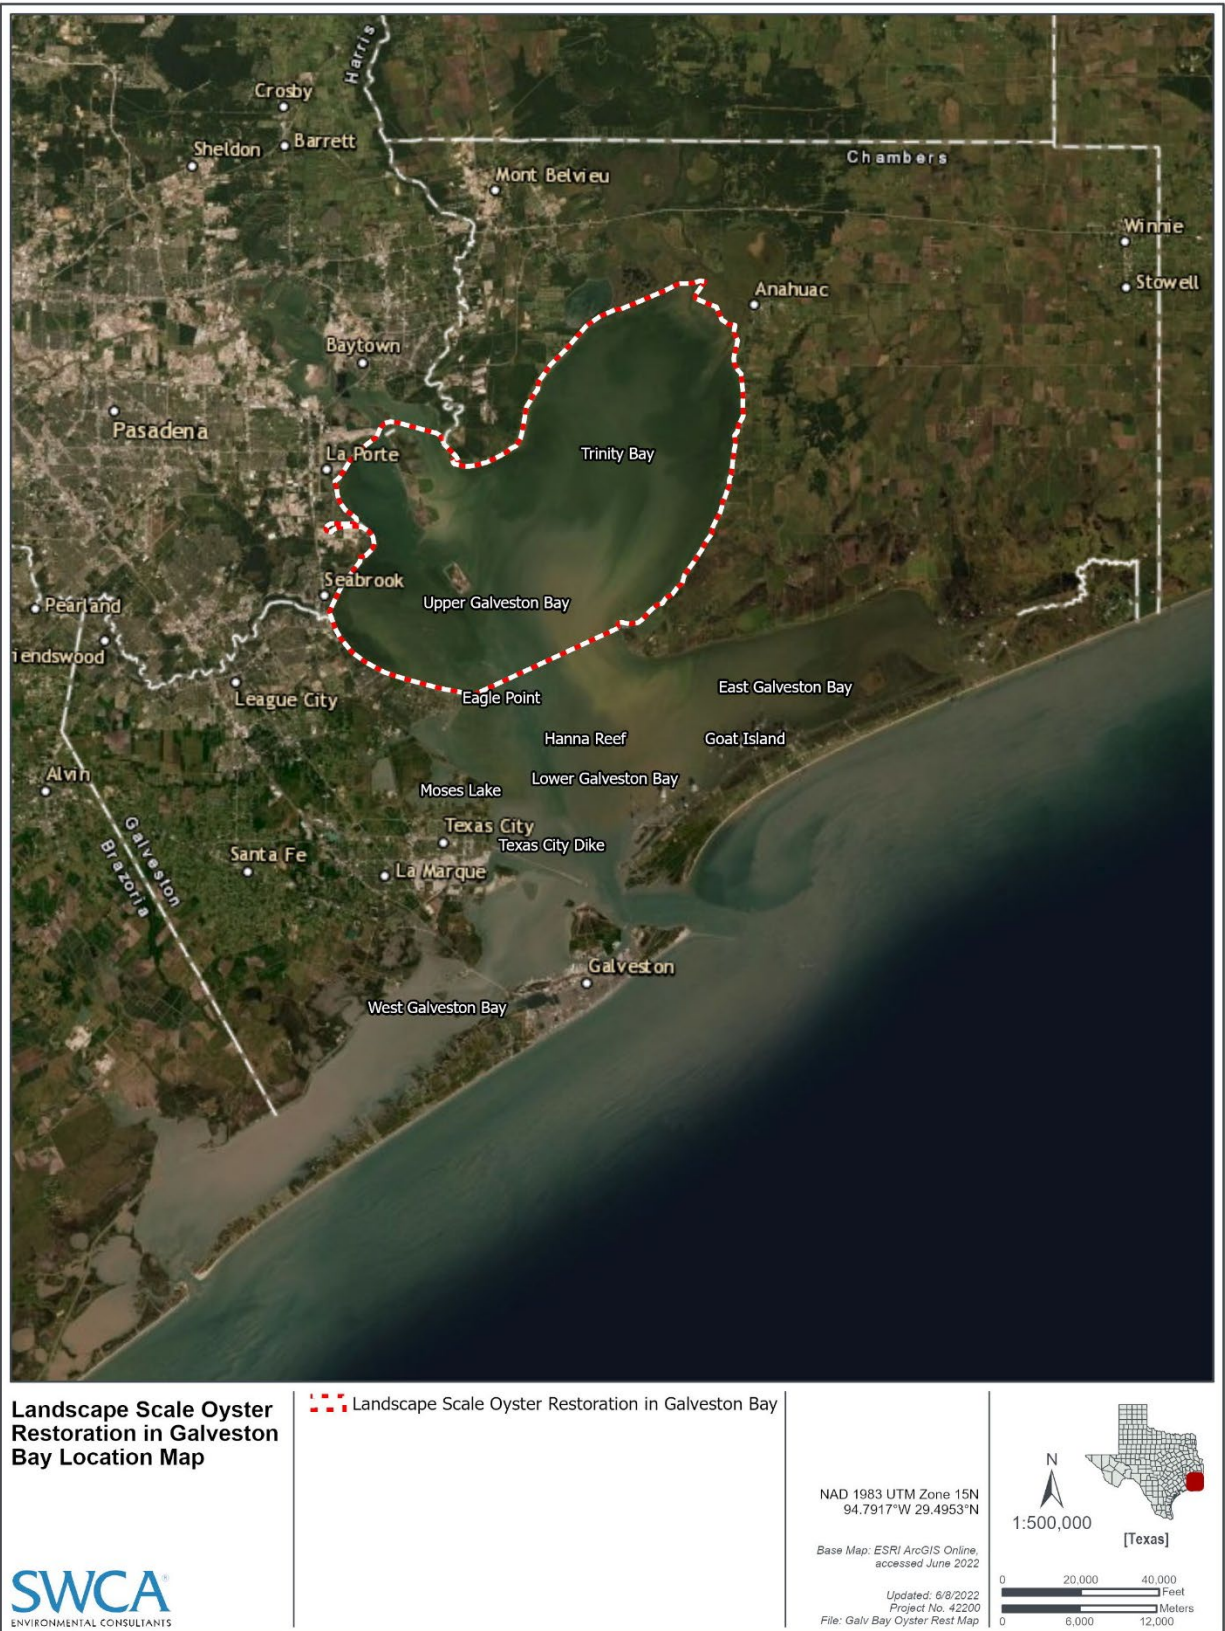 Harris
Crosby
Barrett
Sheldon
Chambers
Mont Belvieu
Winnie
Stowell
Anahuac
Baytown
Pasadena
La Porte
Trinity Bay
Seabrook
Upper Galveston Bay
Pearland
iendswood
League City
Eagle Point
East Galveston Bay
Hanna Reef
Goat Island
Alvin
Moses Lake
Lower Galveston Bay
Texas City
Texas City Dike
Galveston
Brazoria
Santa Fe
La Marque
Galveston
West Galveston Bay
Landscape Scale Oyster
Restoration in Galveston
Bay Location Map
Landscape Scale Oyster Restoration in Galveston Bay
NAD 1983 UTM Zone 15N
94.7917°W 29.4953°N
Base Map: ESRI ArcGIS Online,
accessed June 2022
Updated: 6/8/2022
Project No. 42200
File: Galv Bay Oyster Rest Map
N
1:500,000
[Texas]
0 20,000 40,000
Feet
Meters
0 6,000 12,000
SWCA®
ENVIRONMENTAL CONSULTANTS